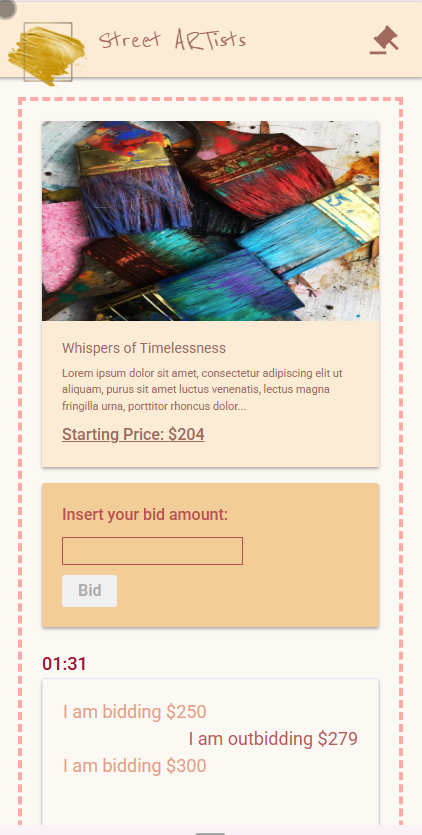 Street ARTists
Whispers of Timelessness
Lorem ipsum dolor sit amet, consectetur adipiscing elit ut
aliquam, purus sit amet luctus venenatis, lectus magna
fringilla urna, porttitor rhoncus dolor...
Starting Price: $204
Insert your bid amount:
Bid
01:31
I am bidding $250
I am outbidding $279
I am bidding $300